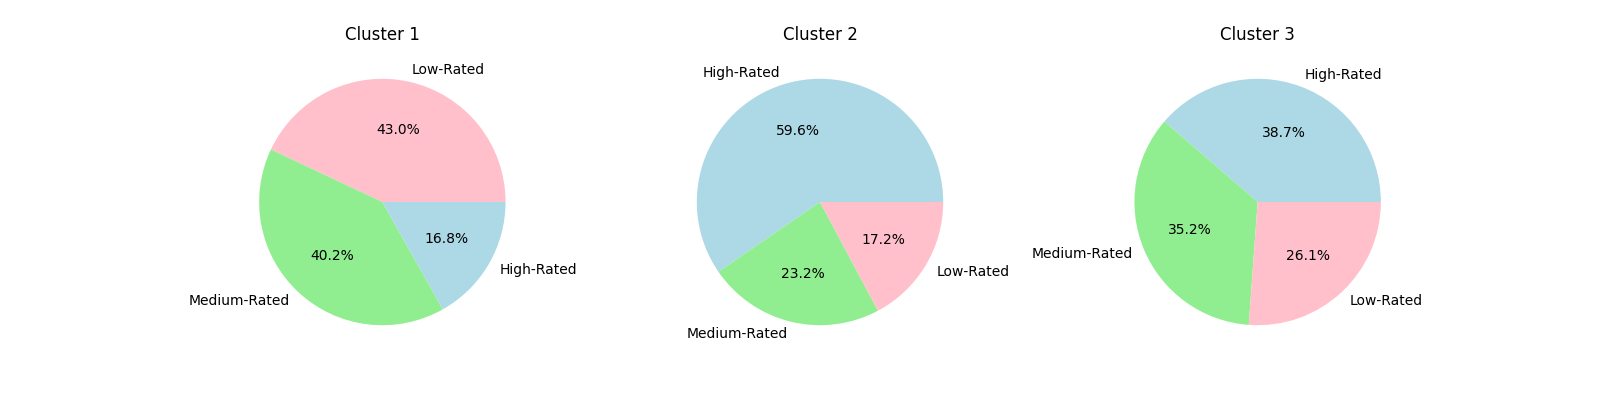 Cluster 1
Low-Rated
43.0%
40.2%
16.8%
Medium-Rated
High-Rated
Cluster 2
High-Rated
59.6%
17.2%
23.2%
Low-Rated
Medium-Rated
Cluster 3
High-Rated
38.7%
35.2%
26.1%
Medium-Rated
Low-Rated